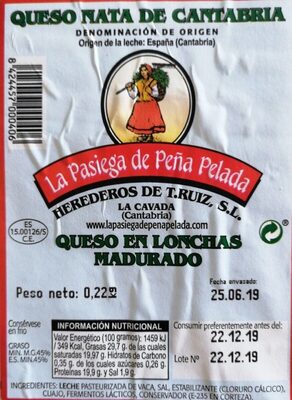 QUESO NATA DE CANTABRIA
DENOMINACIÓN DE ORIGEN
Origen de la leche: España (Cantabria)
8424457000406
La Pasiega de Peña Pelada
HEREDEROS DE T.RUIZ, S.L.
LA CAVADA
(Cantabria)
www.lapasiegadepenapelada.com
ES
15.00126/S
C.E.
QUESO EN LONCHAS
MADURADO
Peso neto: 0,22
Fecha envasado:
25.06.19
Consérvese
en frío
GRASO
MIN. M.G.45%
ES.MIN.45%
INFORMACIÓN NUTRICIONAL
Valor Energético (100 gramos): 1459 kJ
/ 349 Kcal, Grasas 29,7 g. de las cuales
saturadas 19,97 g. Hidratos de Carbono
0,35 g. de los cuales azúcares 0,26 g.
Proteínas 19,9 g. Y Sal 1,9 g.
Consumir preferentemente antes del:
22.12.19
Lote Nº 22.12.19
INGREDIENTES: LECHE PASTEURIZADA DE VACA, SAL, ESTABILIZANTE (CLORURO CÁLCICO),
CUAJO, FERMENTOS LÁCTICOS, CONSERVADOR (E-235 EN CORTEZA).